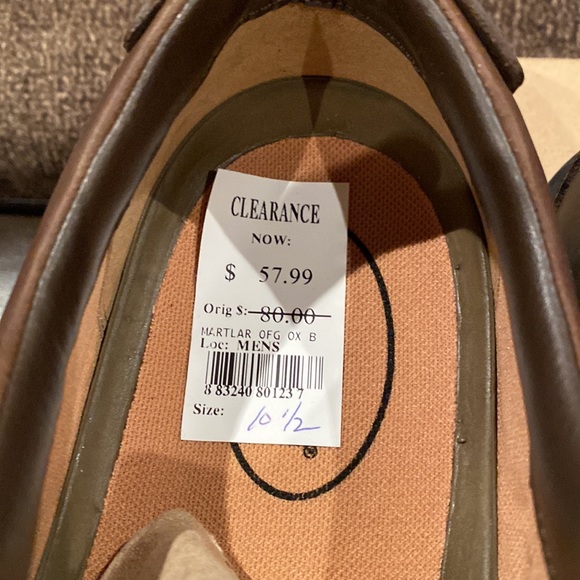 CLEARANCE
NOW:
$ 57.99
Orig $: 80.00
MARTLAR OFG OX B
Loc: MENS
8 83240 80123 7
Size: 10 1/2
®